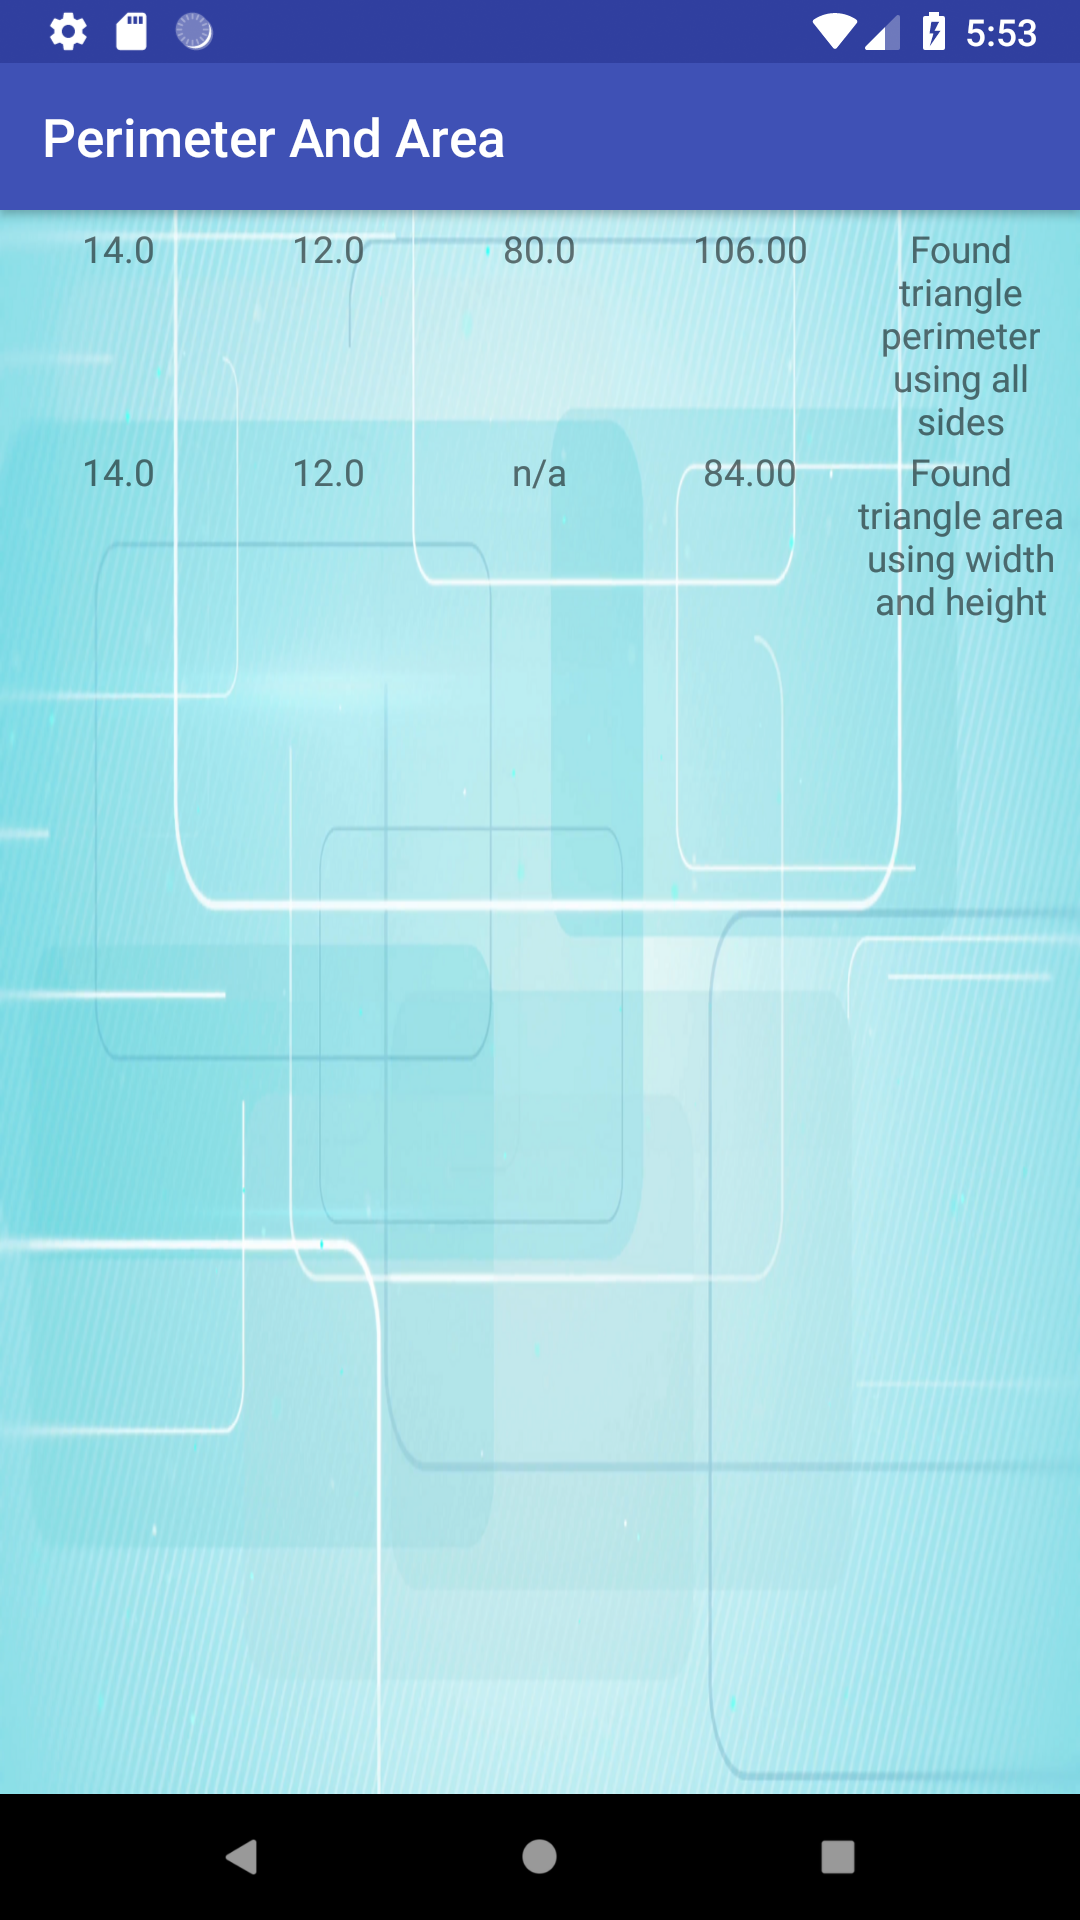 5:53
Perimeter And Area
14.0 12.0 80.0 106.00 Found
triangle
perimeter
using all
sides
14.0 12.0 n/a 84.00 Found
triangle area
using width
and height